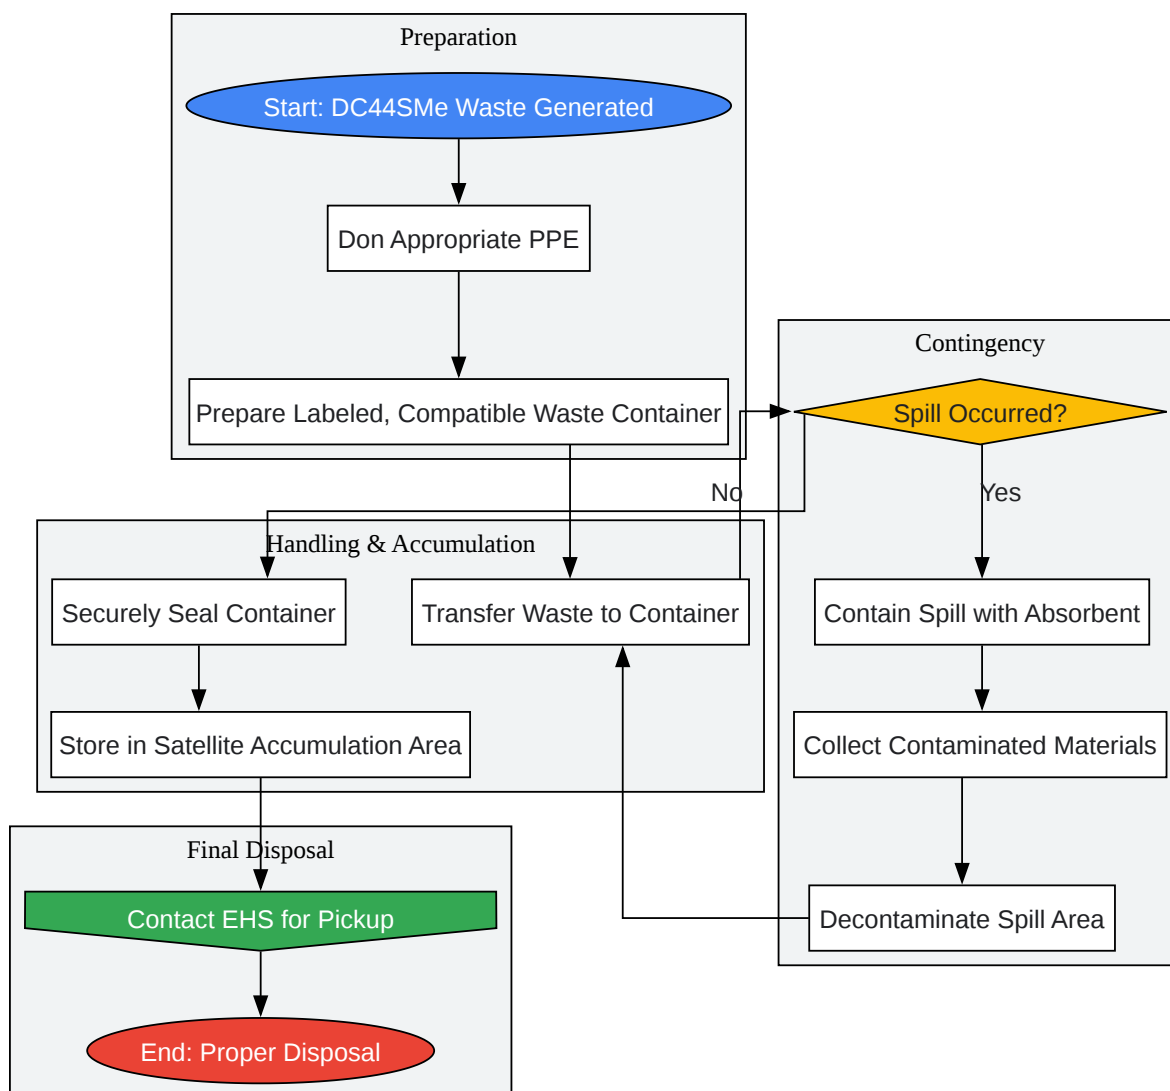 Preparation
Start: DC44SMe Waste Generated
Don Appropriate PPE
Prepare Labeled, Compatible Waste Container
Contingency
Spill Occurred?
No
Yes
Handling & Accumulation
Securely Seal Container
Transfer Waste to Container
Contain Spill with Absorbent
Store in Satellite Accumulation Area
Collect Contaminated Materials
Final Disposal
Contact EHS for Pickup
Decontaminate Spill Area
End: Proper Disposal